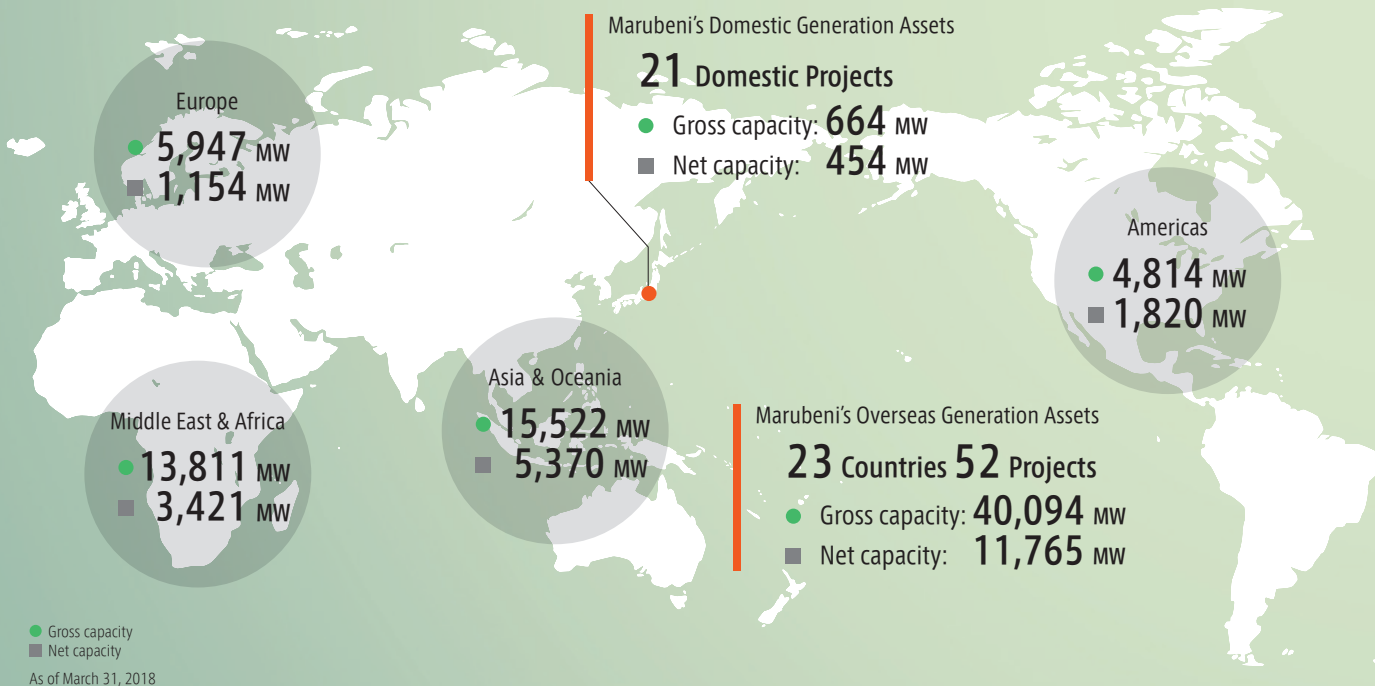 Marubeni's Domestic Generation Assets
21 Domestic Projects
Gross capacity: 664 MW
Net capacity: 454 MW
Europe
5,947 MW
1,154 MW
Americas
4,814 MW
1,820 MW
Asia & Oceania
15,522 MW
5,370 MW
Middle East & Africa
13,811 MW
3,421 MW
Marubeni's Overseas Generation Assets
23 Countries 52 Projects
Gross capacity: 40,094 MW
Net capacity: 11,765 MW
Gross capacity
Net capacity
As of March 31, 2018